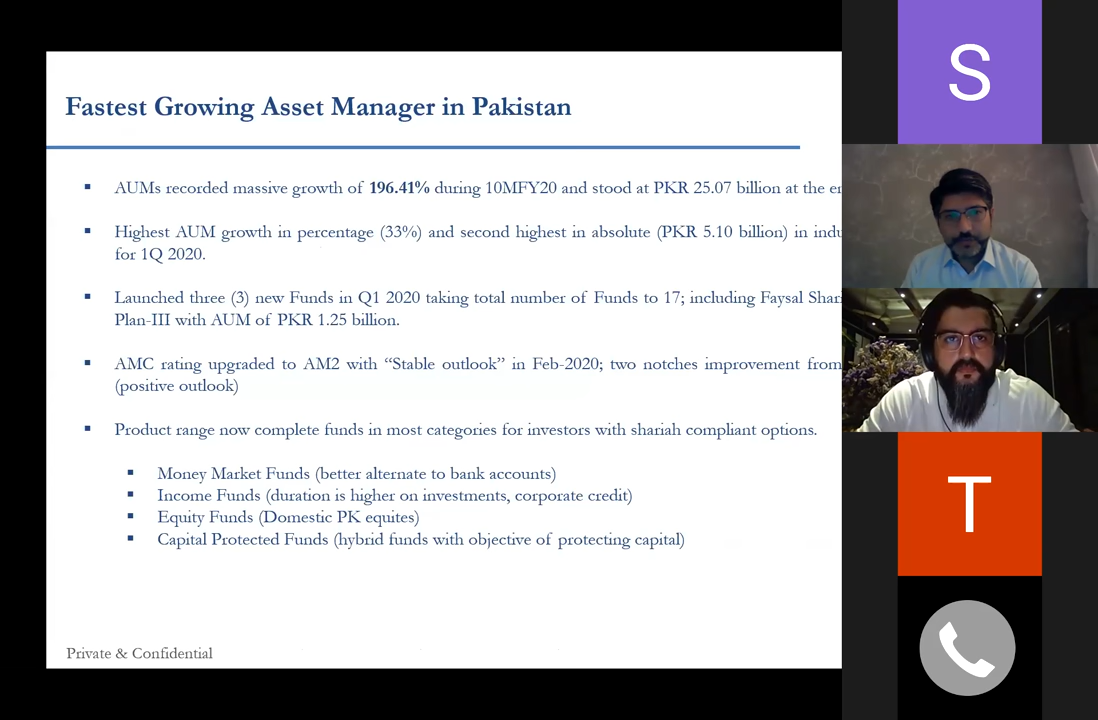 Fastest Growing Asset Manager in Pakistan
AUMs recorded massive growth of 196.41% during 10MFY20 and stood at PKR 25.07 billion at the
Highest AUM growth in percentage (33%) and second highest in absolute (PKR 5.10 billion) in
for 1Q 2020.
Launched three (3) new Funds in Q1 2020 taking total number of Funds to 17; including Faysal
Plan-III with AUM of PKR 1.25 billion.
AMC rating upgraded to AM2 with “Stable outlook” in Feb-2020; two notches improvement from
(positive outlook)
Product range now complete funds in most categories for investors with shariah compliant options.
Money Market Funds (better alternate to bank accounts)
Income Funds (duration is higher on investments, corporate credit)
Equity Funds (Domestic PK equites)
Capital Protected Funds (hybrid funds with objective of protecting capital)
Private & Confidential
S
T